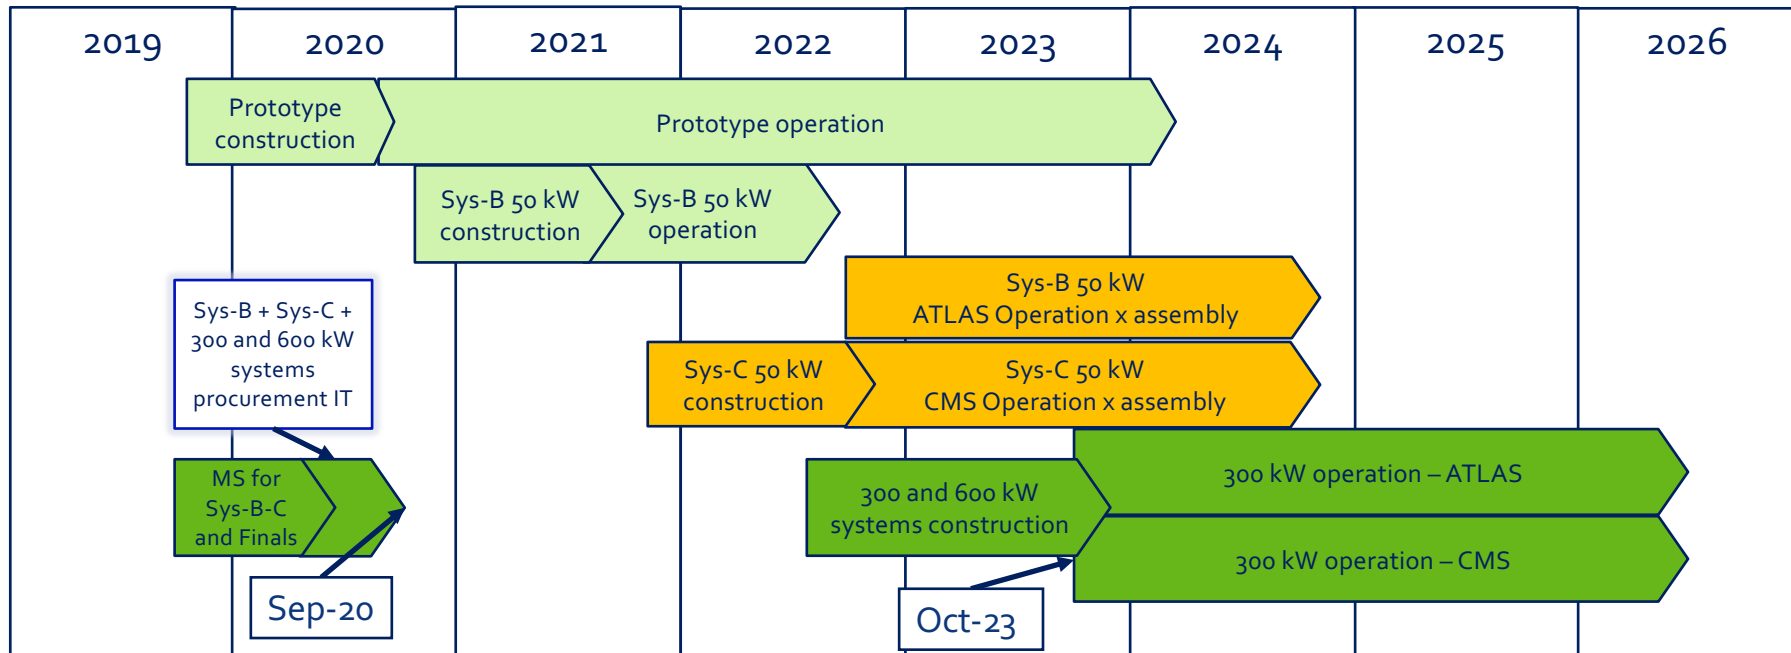 2019
2020
2021
2022
2023
2024
2025
2026
Prototype
construction
Prototype operation
Sys-B 50 kW
construction
Sys-B 50 kW
operation
Sys-B + Sys-C +
300 and 600 kW
systems
procurement IT
Sys-B 50 kW
ATLAS Operation x assembly
Sys-C 50 kW
construction
Sys-C 50 kW
CMS Operation x assembly
MS for
Sys-B-C
and Finals
300 and 600 kW
systems construction
300 kW operation – ATLAS
300 kW operation – CMS
Sep-20
Oct-23